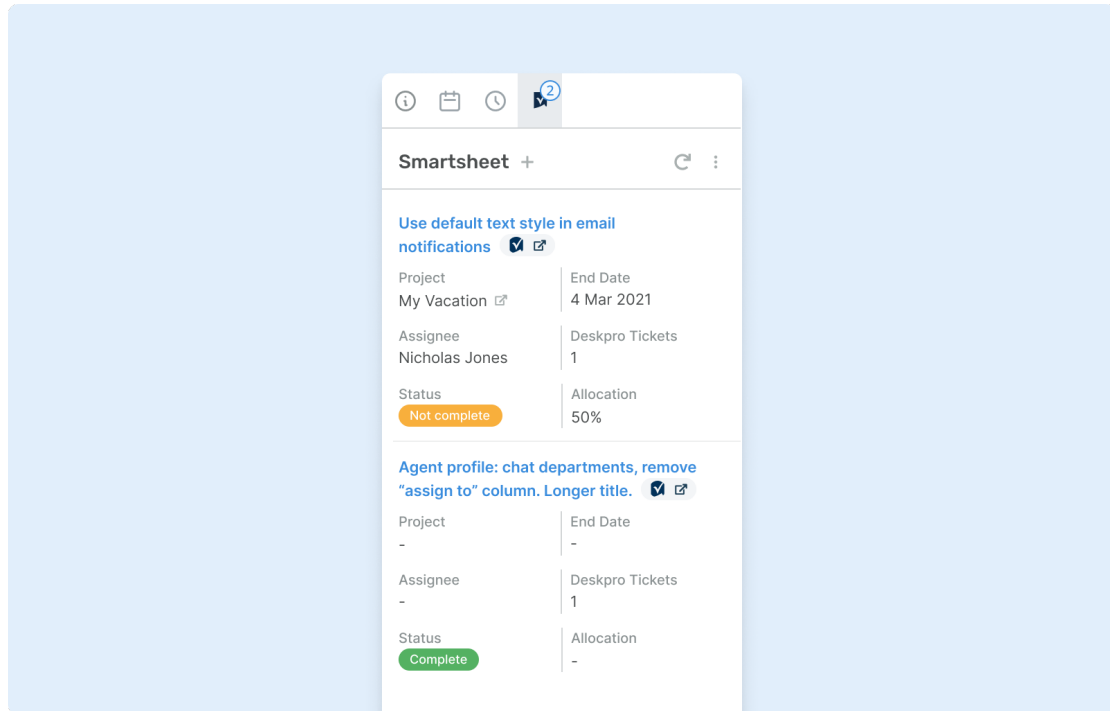 2
Smartsheet +
Use default text style in email
notifications
Project
End Date
My Vacation
4 Mar 2021
Assignee
Deskpro Tickets
Nicholas Jones
1
Status
Allocation
Not complete
50%
Agent profile: chat departments, remove
“assign to” column. Longer title.
Project
End Date
-
-
Assignee
Deskpro Tickets
-
1
Status
Allocation
Complete
-